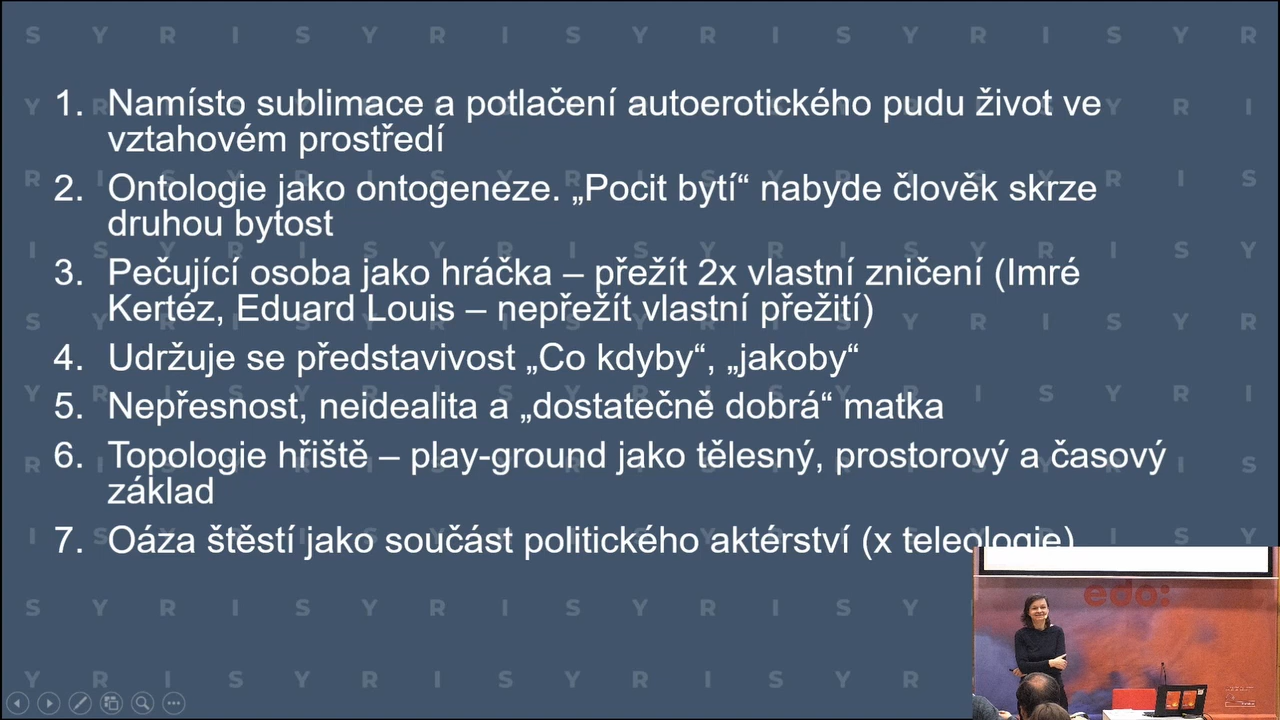 S Y R I S Y R I S Y R I S Y R I S Y R
1. Namísto sublimace a potlačení autoerotického pudu život ve
vztahovém prostředí
2. Ontologie jako ontogeneze. „Pocit bytí“ nabyde člověk skrze
druhou bytost
3. Pečující osoba jako hráčka – přežít 2x vlastní zničení (Imré
Kertéz, Eduard Louis – nepřežít vlastní přežití)
4. Udržuje se představivost „Co kdyby“, „jakoby“
5. Nepřesnost, neidealita a „dostatečně dobrá“ matka
6. Topologie hřiště – play-ground jako tělesný, prostorový a časový
základ
7. Oáza štěstí jako součást politického aktérství (x teleologie)
S Y R I S Y R I S Y R I S Y
Y R I S Y R I S Y R I S Y R
edo: